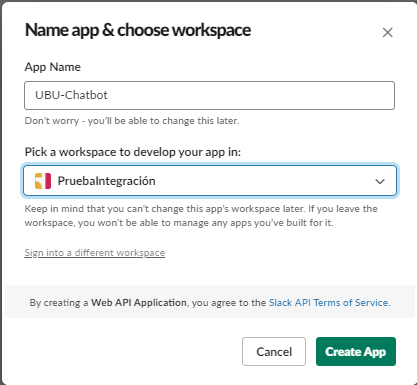 Name app & choose workspace
App Name
UBU-Chatbot
Don't worry - you'll be able to change this later.
Pick a workspace to develop your app in:
PruebaIntegración
Keep in mind that you can't change this app's workspace later. If you leave the
workspace, you won't be able to manage any apps you've built for it.
Sign into a different workspace
By creating a Web API Application, you agree to the Slack API Terms of Service.
Cancel
Create App